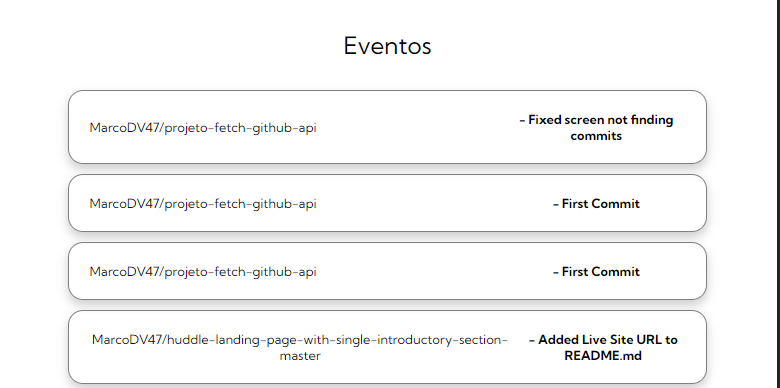 Eventos
MarcoDV47/projeto-fetch-github-api
- Fixed screen not finding
commits
MarcoDV47/projeto-fetch-github-api
- First Commit
MarcoDV47/projeto-fetch-github-api
- First Commit
MarcoDV47/huddle-landing-page-with-single-introductory-section-
master
- Added Live Site URL to
README.md